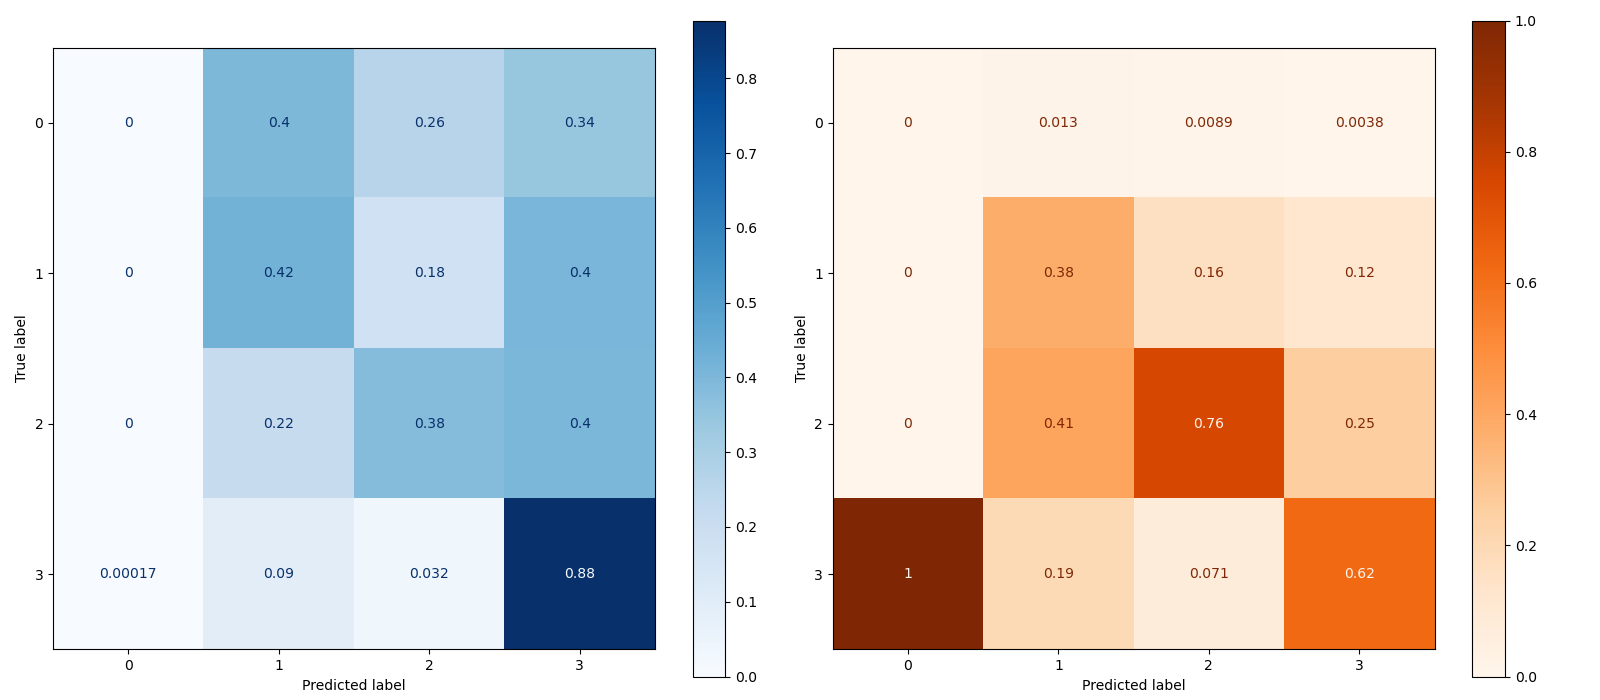 0 0.4 0.26 0.34
0 0.42 0.18 0.4
0 0.22 0.38 0.4
0.00017 0.09 0.032 0.88
0
1
2
3
True label
0 1 2 3
Predicted label
0.8
0.7
0.6
0.5
0.4
0.3
0.2
0.1
0.0
0 0.013 0.0089 0.0038
0 0.38 0.16 0.12
0 0.41 0.76 0.25
1 0.19 0.071 0.62
0
1
2
3
True label
0 1 2 3
Predicted label
1.0
0.8
0.6
0.4
0.2
0.0